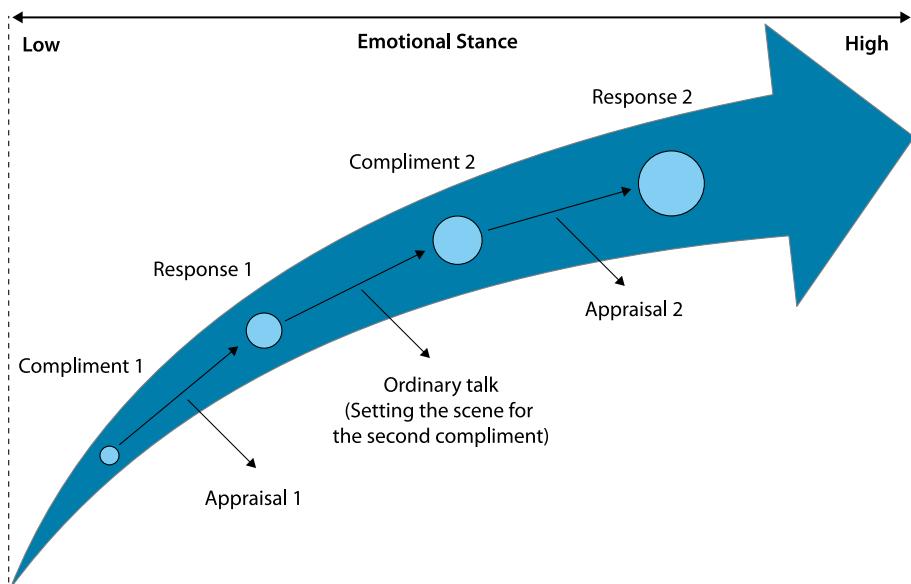 Low
Emotional Stance
High
Response 2
Compliment 2
Response 1
Appraisal 2
Compliment 1
Ordinary talk
(Setting the scene for
the second compliment)
Appraisal 1